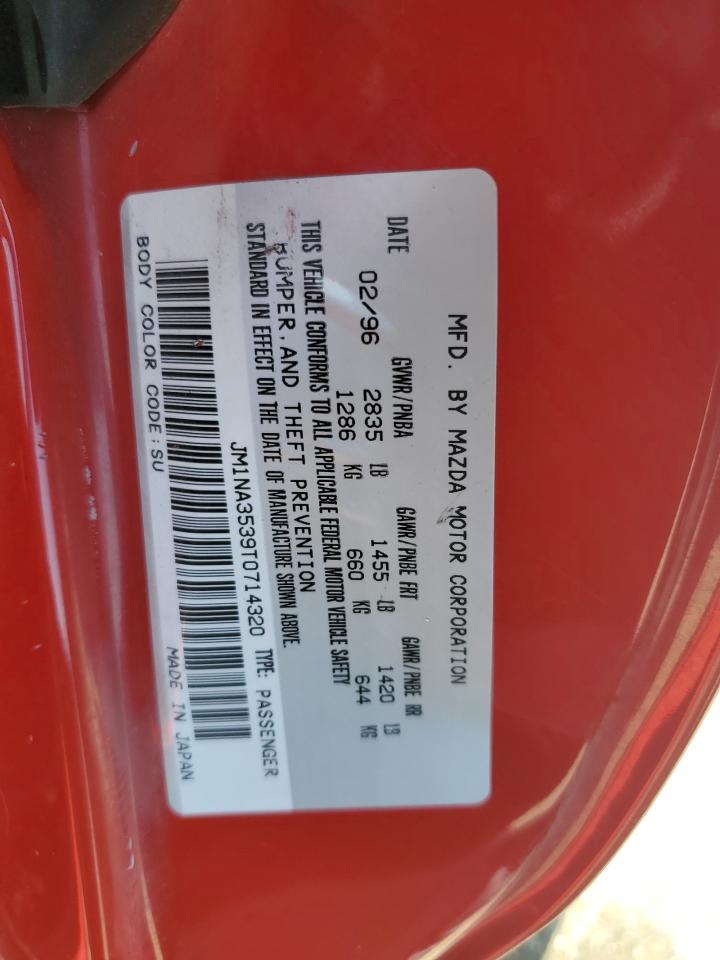 MFD. BY MAZDA MOTOR CORPORATION
DATE GVWR/PNBA GAWR/PNBE FRT GAWR/PNBE RR
02/96 2835 LB 1455 LB 1420 LB
1286 KG 660 KG 644 KG
THIS VEHICLE CONFORMS TO ALL APPLICABLE FEDERAL MOTOR VEHICLE SAFETY
BUMPER, AND THEFT PREVENTION
STANDARD IN EFFECT ON THE DATE OF MANUFACTURE SHOWN ABOVE.
JM1NA3539T0714320 TYPE: PASSENGER
BODY COLOR CODE: SU MADE IN JAPAN